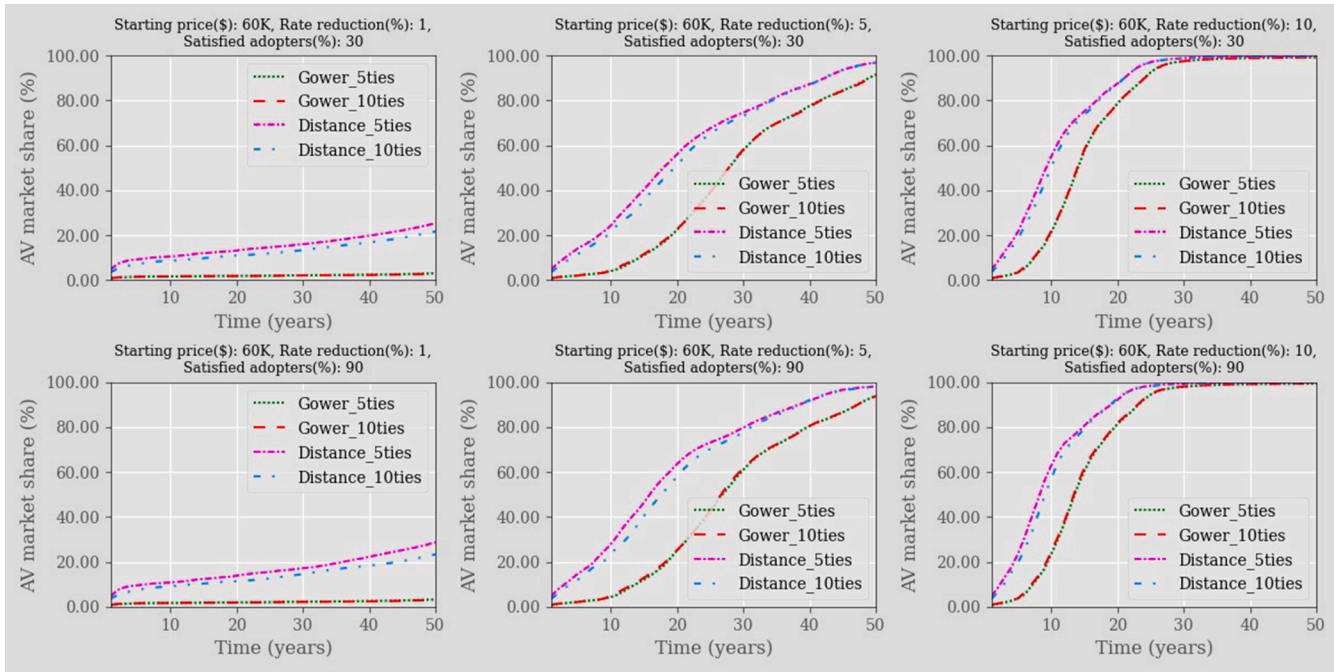 Starting price($): 60K, Rate reduction(%): 1,
Satisfied adopters(%): 30
AV market share (%)
100.00
80.00
60.00
40.00
20.00
0.00
Gower_5ties
Gower_10ties
Distance_5ties
Distance_10ties
10 20 30 40 50
Time (years)
Starting price($): 60K, Rate reduction(%): 5,
Satisfied adopters(%): 30
AV market share (%)
100.00
80.00
60.00
40.00
20.00
0.00
Gower_5ties
Gower_10ties
Distance_5ties
Distance_10ties
10 20 30 40 50
Time (years)
Starting price($): 60K, Rate reduction(%): 10,
Satisfied adopters(%): 30
AV market share (%)
100.00
80.00
60.00
40.00
20.00
0.00
Gower_5ties
Gower_10ties
Distance_5ties
Distance_10ties
10 20 30 40 50
Time (years)
Starting price($): 60K, Rate reduction(%): 1,
Satisfied adopters(%): 90
AV market share (%)
100.00
80.00
60.00
40.00
20.00
0.00
Gower_5ties
Gower_10ties
Distance_5ties
Distance_10ties
10 20 30 40 50
Time (years)
Starting price($): 60K, Rate reduction(%): 5,
Satisfied adopters(%): 90
AV market share (%)
100.00
80.00
60.00
40.00
20.00
0.00
Gower_5ties
Gower_10ties
Distance_5ties
Distance_10ties
10 20 30 40 50
Time (years)
Starting price($): 60K, Rate reduction(%): 10,
Satisfied adopters(%): 90
AV market share (%)
100.00
80.00
60.00
40.00
20.00
0.00
Gower_5ties
Gower_10ties
Distance_5ties
Distance_10ties
10 20 30 40 50
Time (years)